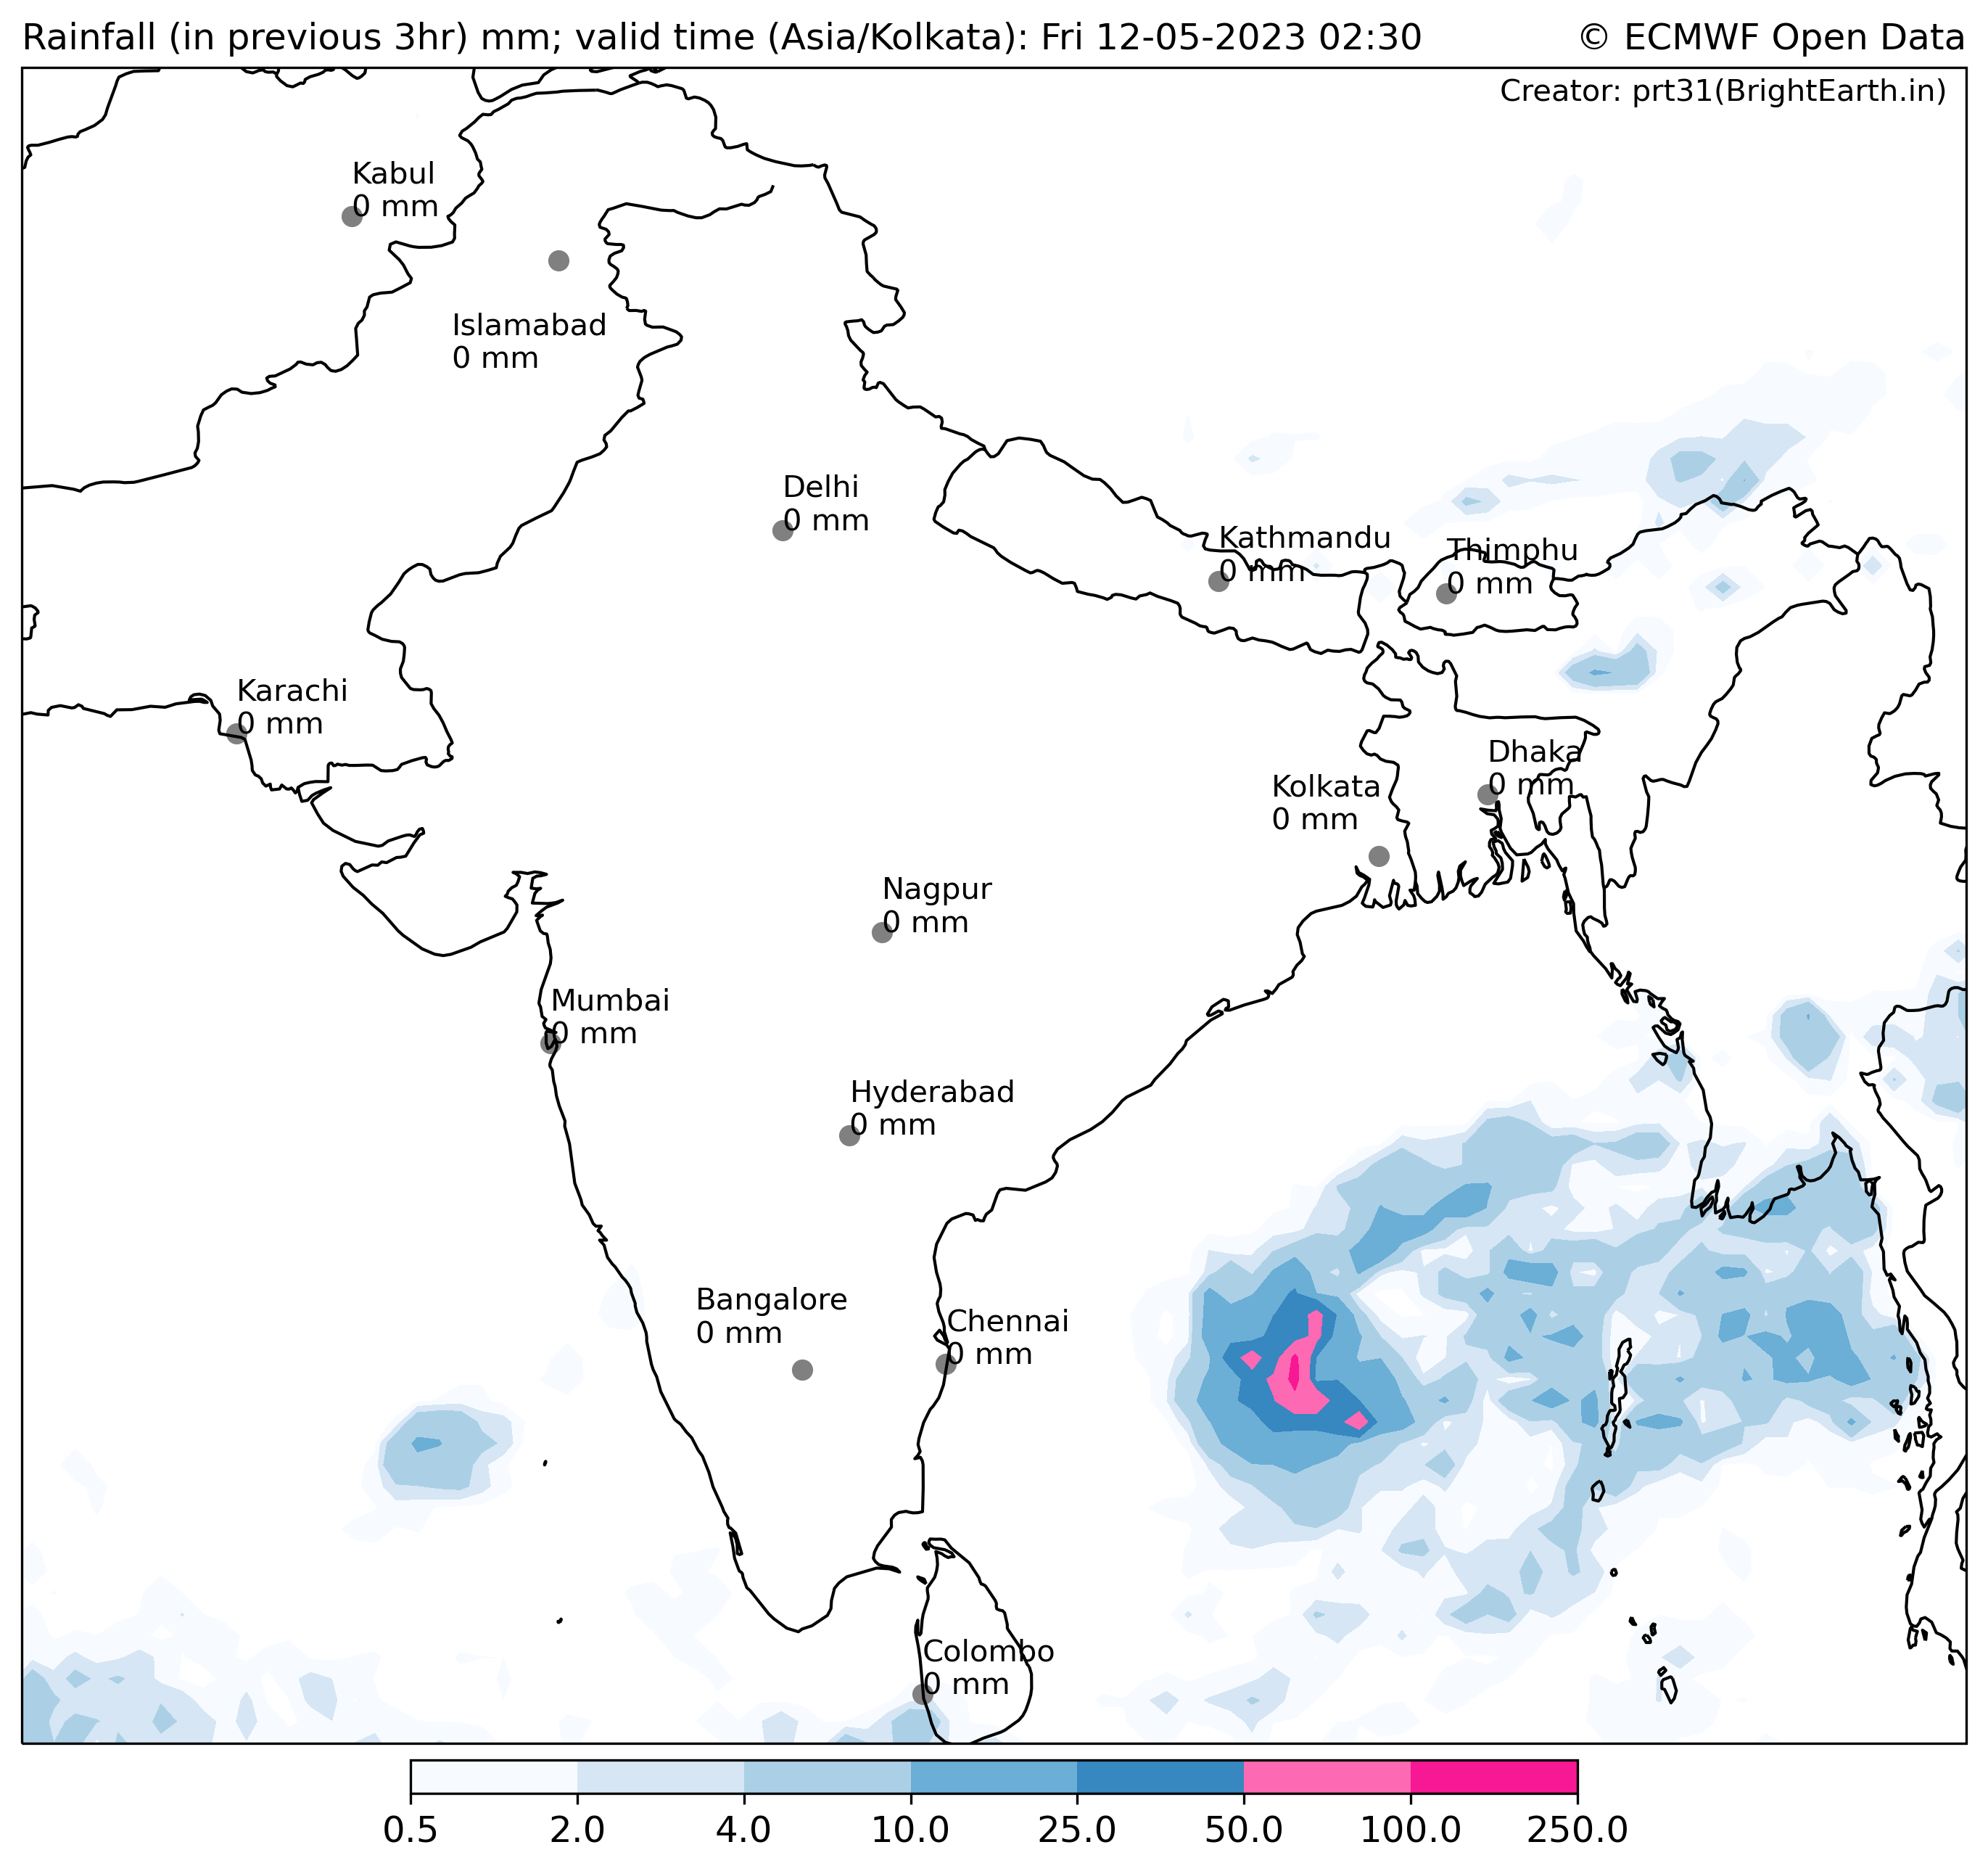 Rainfall (in previous 3hr) mm; valid time (Asia/Kolkata): Fri 12-05-2023 02:30
© ECMWF Open Data
Creator: prt31(BrightEarth.in)
Kabul
0 mm
Islamabad
0 mm
Delhi
0 mm
Kathmandu
0 mm
Thimphu
0 mm
Karachi
0 mm
Dhaka
0 mm
Kolkata
0 mm
Nagpur
0 mm
Mumbai
0 mm
Hyderabad
0 mm
Bangalore
0 mm
Chennai
0 mm
Colombo
0 mm
0.5 2.0 4.0 10.0 25.0 50.0 100.0 250.0